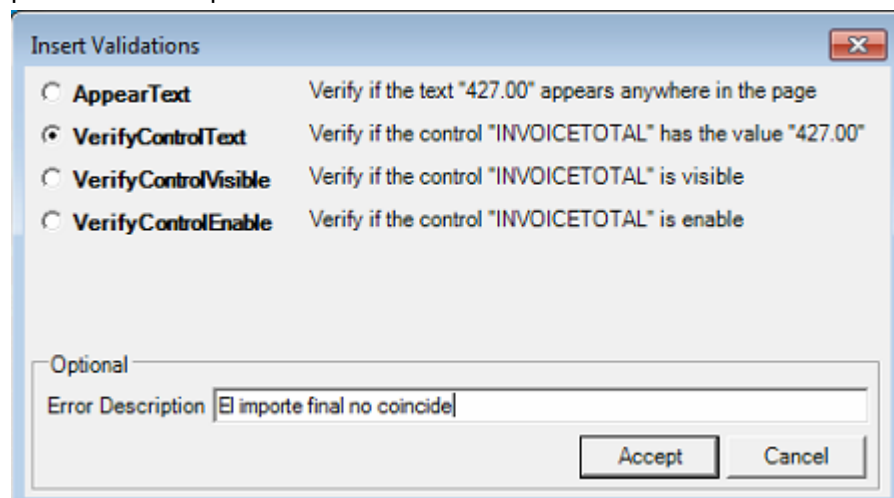 Insert Validations
AppearText Verify if the text "427.00" appears anywhere in the page
VerifyControlText Verify if the control "INVOICETOTAL" has the value "427.00"
VerifyControlVisible Verify if the control "INVOICETOTAL" is visible
VerifyControlEnable Verify if the control "INVOICETOTAL" is enable
Optional
Error Description El importe final no coincide
Accept Cancel